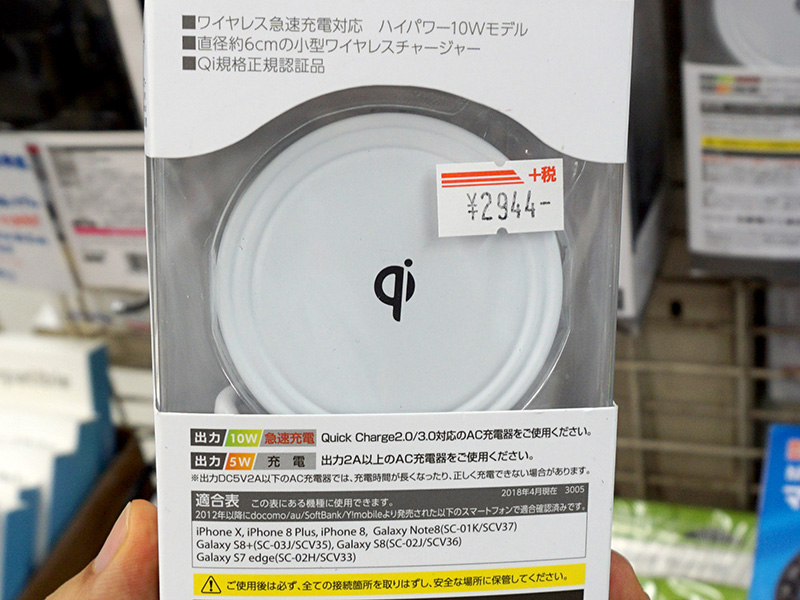 ■ワイヤレス急速充電対応 ハイパワー10Wモデル
■直径約6cmの小型ワイヤレスチャージャー
■Qi規格正規認証品
+税
¥2944-
qi
出力 10W 急速充電 Quick Charge2.0/3.0対応のAC充電器をご使用ください。
出力 5W 充電 出力2A以上のAC充電器をご使用ください。
※出力DC5V2A以下のAC充電器では、充電時間が長くなったり、正しく充電できない場合があります。
適合表 この表にある機種に使用できます。 2018年4月現在 3005
2012年以降にdocomo/au/SoftBank/Y!mobileより発売された以下のスマートフォンで適合確認済みです。
iPhone X, iPhone 8 Plus, iPhone 8, Galaxy Note8(SC-01K/SCV37)
Galaxy S8+(SC-03J/SCV35), Galaxy S8(SC-02J/SCV36)
Galaxy S7 edge(SC-02H/SCV33)
ご使用後は必ず、全ての接続箇所を取りはずし、安全な場所に保管してください。